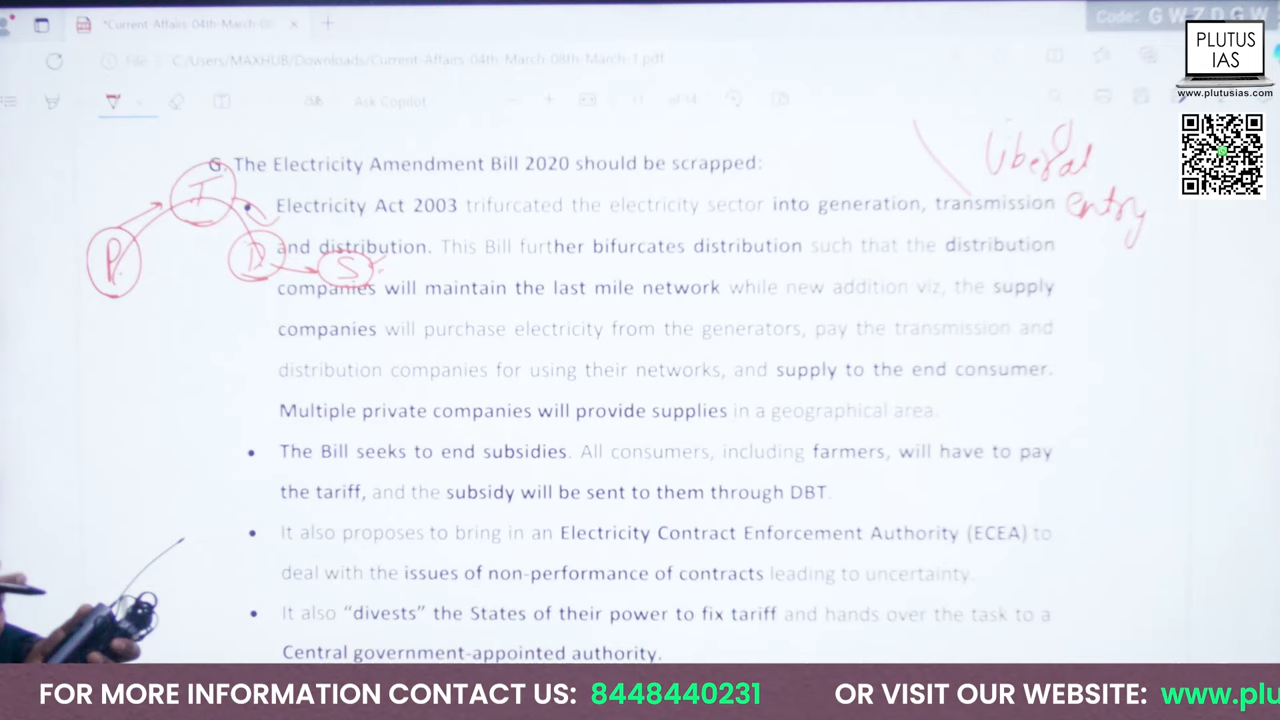 *Current Affairs 04th-March-08
Code: G W Z D G W
PLUTUS
IAS
www.plutusias.com
File
C:/Users/MAXHUB/Downloads/Current-Affairs-04th-March-08th-March-1.pdf
Ask Copilot
11 of 14
Liberal
entry
G. The Electricity Amendment Bill 2020 should be scrapped:
• Electricity Act 2003 trifurcated the electricity sector into generation, transmission
and distribution. This Bill further bifurcates distribution such that the distribution
companies will maintain the last mile network while new addition viz, the supply
companies will purchase electricity from the generators, pay the transmission and
distribution companies for using their networks, and supply to the end consumer.
Multiple private companies will provide supplies in a geographical area.
• The Bill seeks to end subsidies. All consumers, including farmers, will have to pay
the tariff, and the subsidy will be sent to them through DBT.
• It also proposes to bring in an Electricity Contract Enforcement Authority (ECEA) to
deal with the issues of non-performance of contracts leading to uncertainty.
• It also “divests” the States of their power to fix tariff and hands over the task to a
Central government-appointed authority.
T
P
D
S
FOR MORE INFORMATION CONTACT US: 8448440231 OR VISIT OUR WEBSITE: www.plu